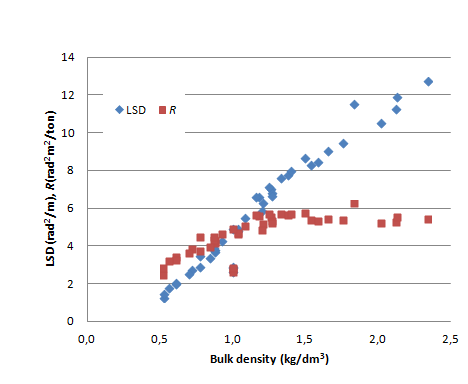 14
12
10
8
6
4
2
0
LSD (rad²/m), R(rad²m²/ton)
LSD R
0,0 0,5 1,0 1,5 2,0 2,5
Bulk density (kg/dm³)